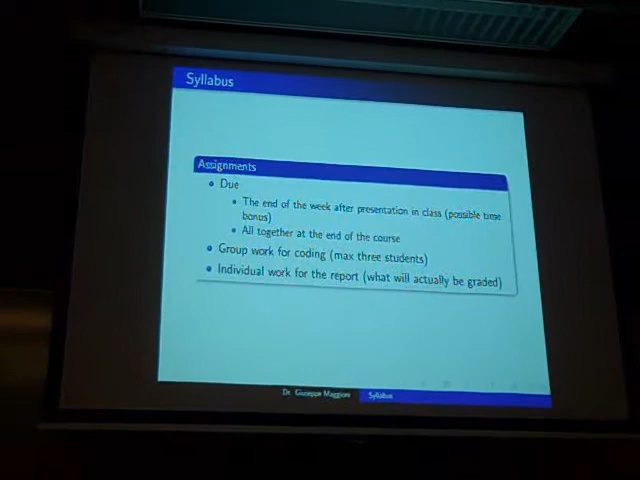 Syllabus
Assignments
Due
The end of the week after presentation in class (possible time
bonus)
All together at the end of the course
Group work for coding (max three students)
Individual work for the report (what will actually be graded)
Dr. Giuseppe Maggiore
Syllabus